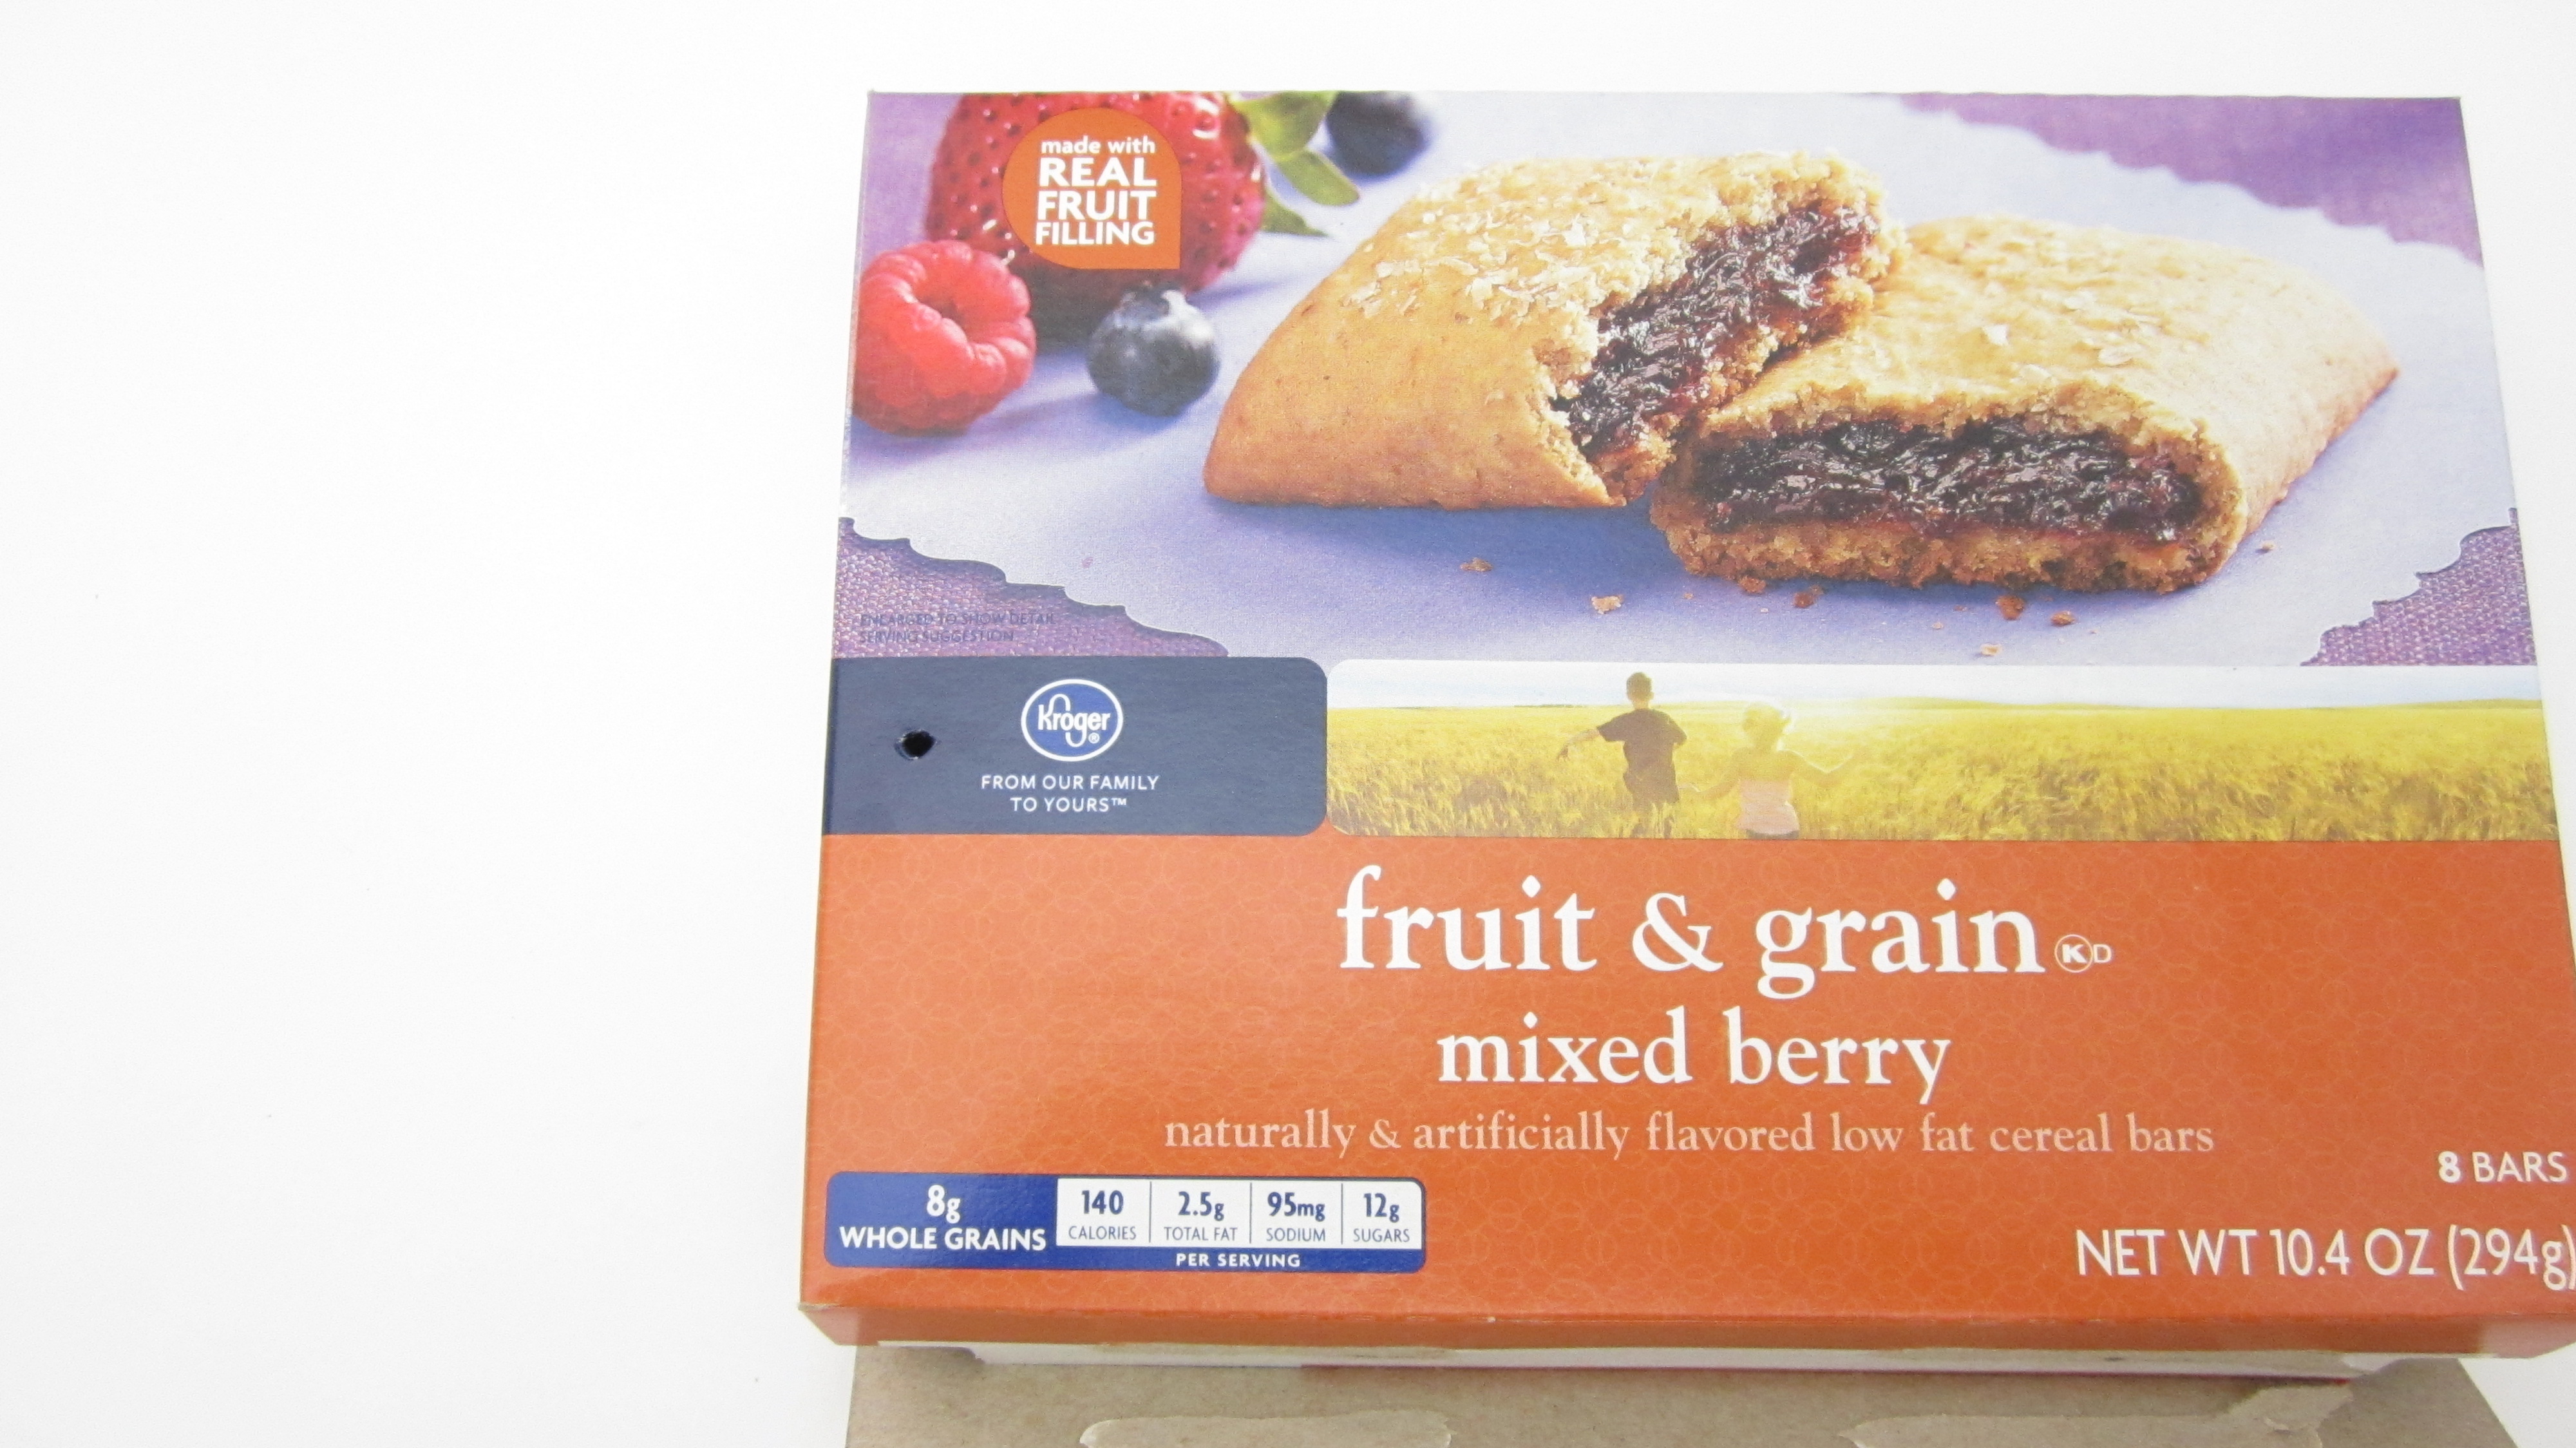 made with
REAL
FRUIT
FILLING
ENLARGED TO SHOW DETAIL
SERVING SUGGESTION
Kroger®
FROM OUR FAMILY
TO YOURS™
fruit & grain KD
mixed berry
naturally & artificially flavored low fat cereal bars
8 BARS
8g
WHOLE GRAINS
140 2.5g 95mg 12g
CALORIES TOTAL FAT SODIUM SUGARS
PER SERVING
NET WT 10.4 OZ (294g)